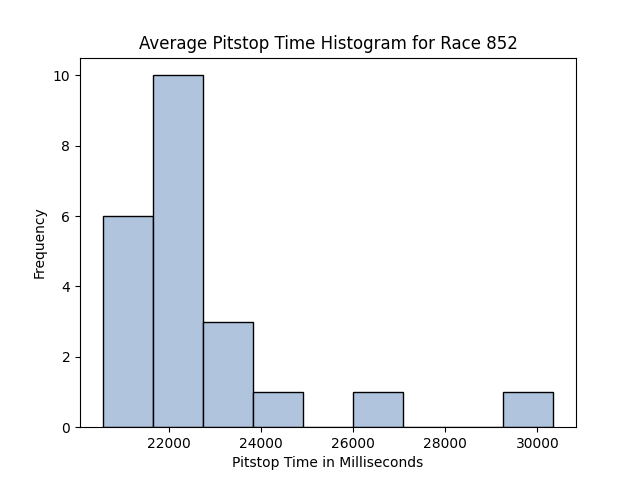 Average Pitstop Time Histogram for Race 852
10
8
6
4
2
0
Frequency
22000 24000 26000 28000 30000
Pitstop Time in Milliseconds